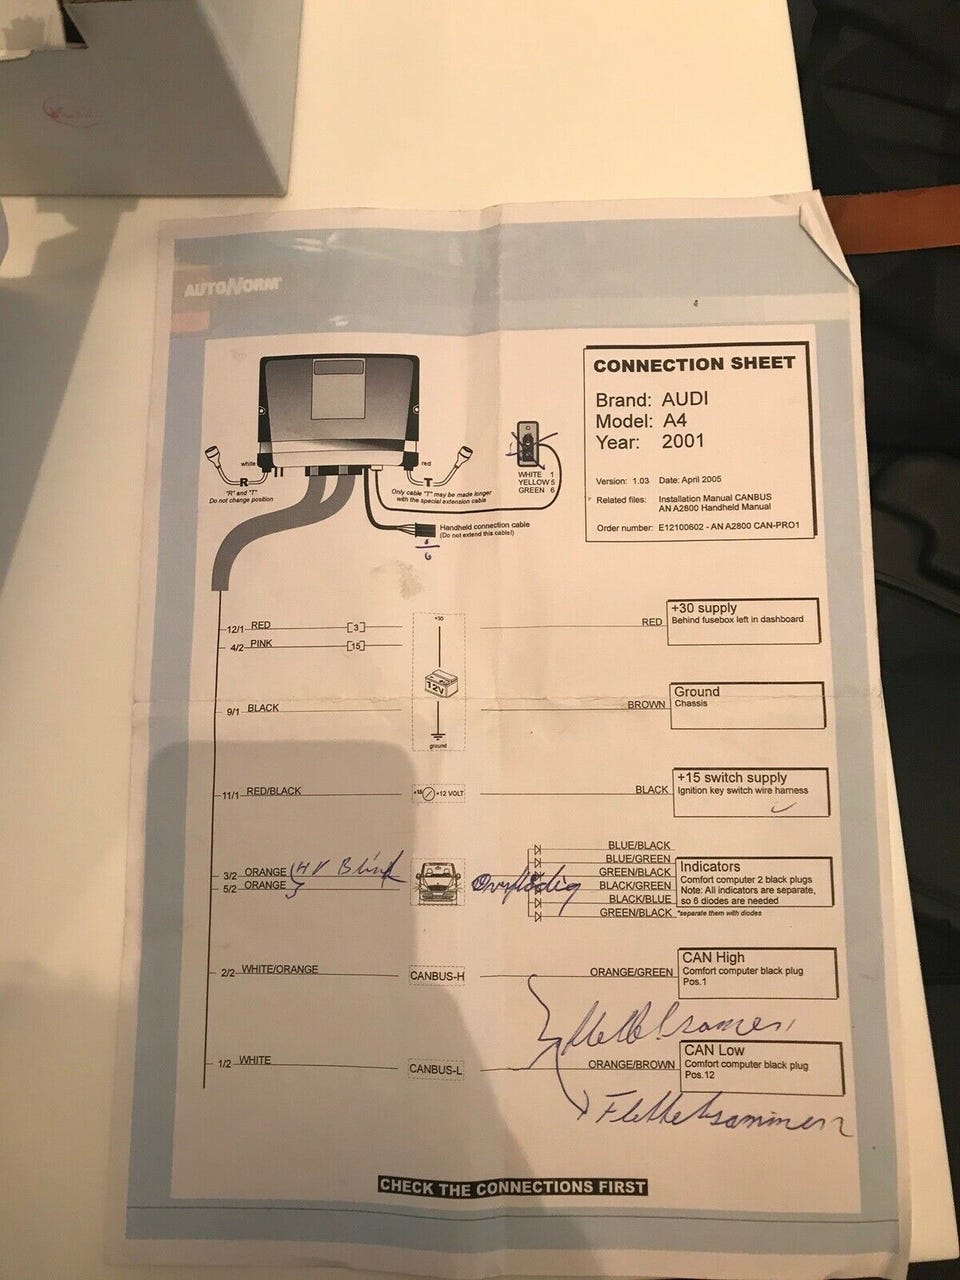 AUTONORM®
CONNECTION SHEET
Brand: AUDI
Model: A4
Year: 2001
Version: 1.03 Date: April 2005
Related files: Installation Manual CANBUS
AN A2800 Handheld Manual
Order number: E12100602 - AN A2800 CAN-PRO1
white
red
R
T
"R" and "T"
Do not change position
Only cable "T" may be made longer
with the special extension cable
WHITE 1
YELLOW 5
GREEN 6
Handheld connection cable
(Do not extend this cable!)
6
12/1 RED [3]
4/2 PINK [15]
+30
12V
ground
RED
+30 supply
Behind fusebox left in dashboard
9/1 BLACK
BROWN
Ground
Chassis
11/1 RED/BLACK
+15 +12 VOLT
BLACK
+15 switch supply
Ignition key switch wire harness
3/2 ORANGE
5/2 ORANGE
HV Blink
BLUE/BLACK
BLUE/GREEN
GREEN/BLACK
BLACK/GREEN
BLACK/BLUE
GREEN/BLACK
Indicators
Comfort computer 2 black plugs
Note: All indicators are separate,
so 6 diodes are needed
*separate them with diodes
2/2 WHITE/ORANGE
CANBUS-H
ORANGE/GREEN
CAN High
Comfort computer black plug
Pos.1
1/2 WHITE
CANBUS-L
ORANGE/BROWN
CAN Low
Comfort computer black plug
Pos.12
CHECK THE CONNECTIONS FIRST